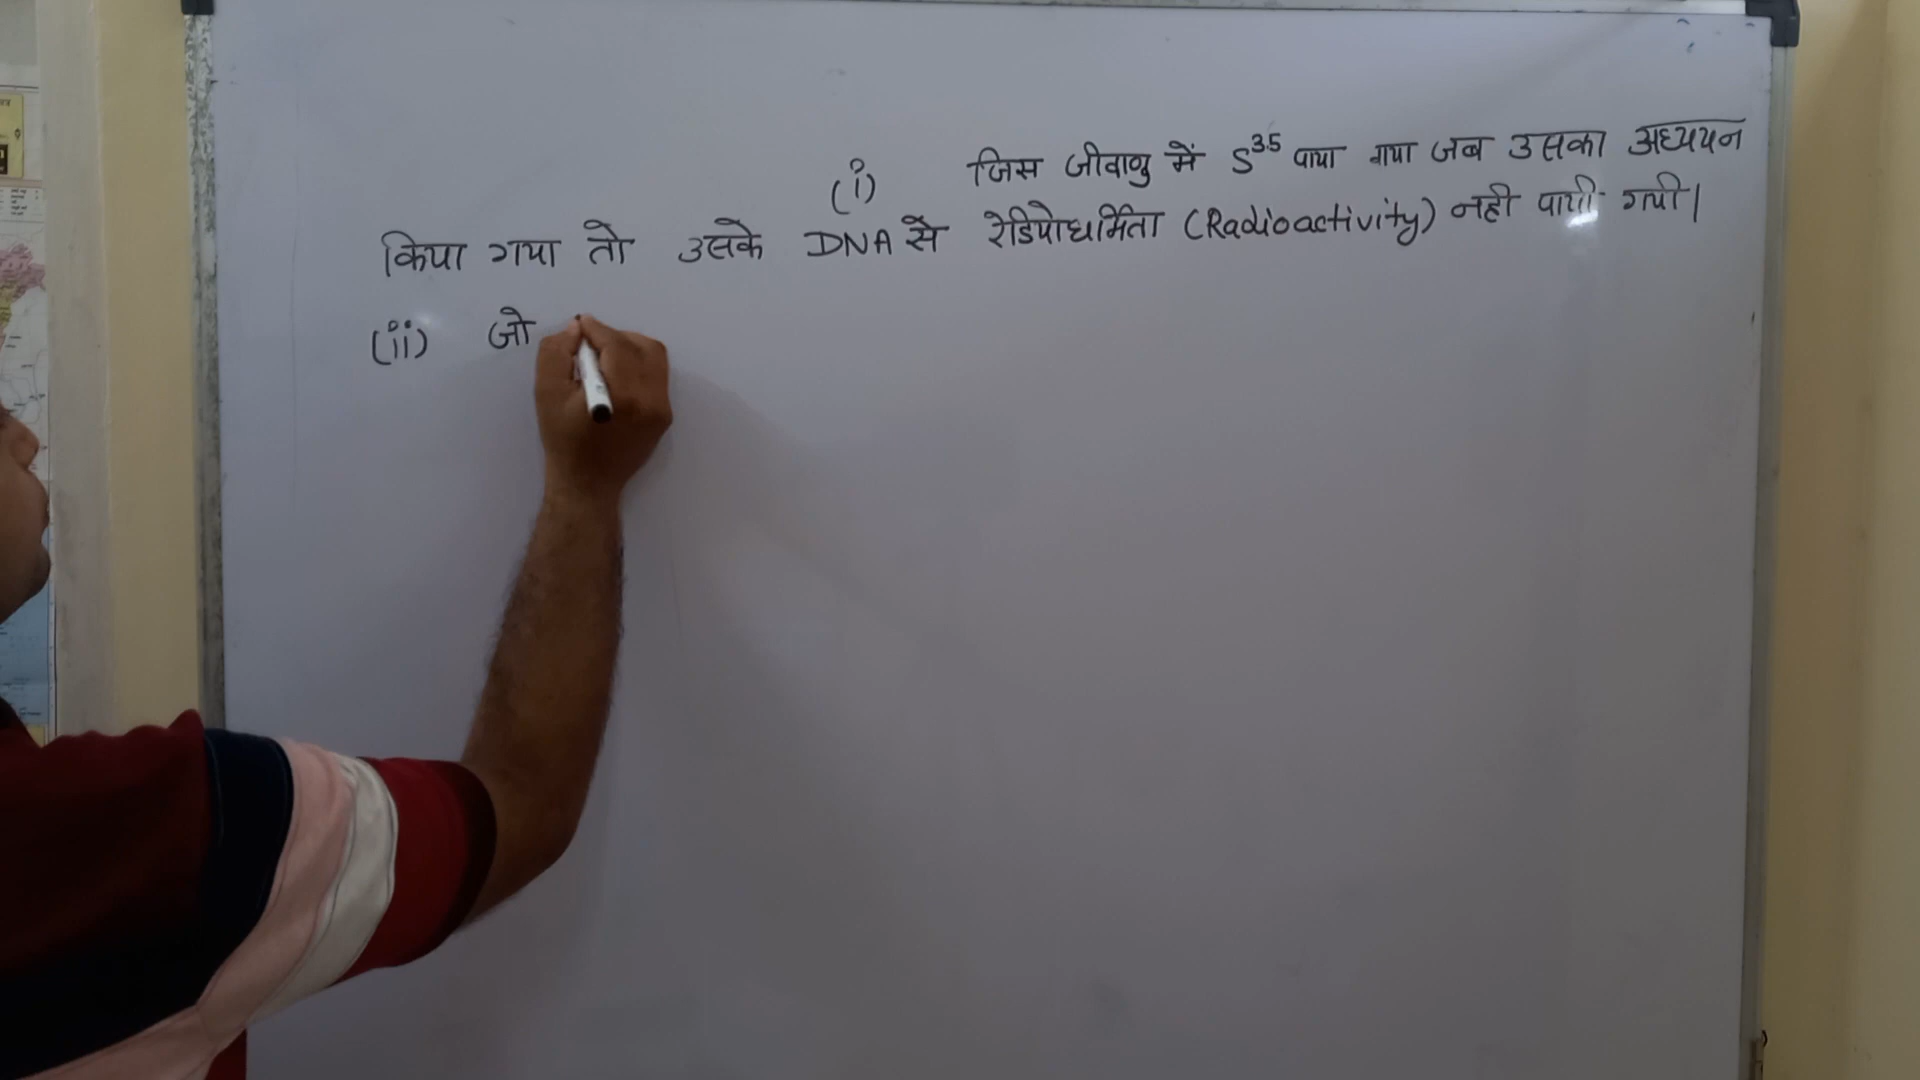 (i) जिस जीवाणु में S³⁵ पाया गया जब उसका अध्ययन
किया गया तो उसके DNA से रेडियोधर्मिता (Radioactivity) नही पायी गयी।
(ii) जो